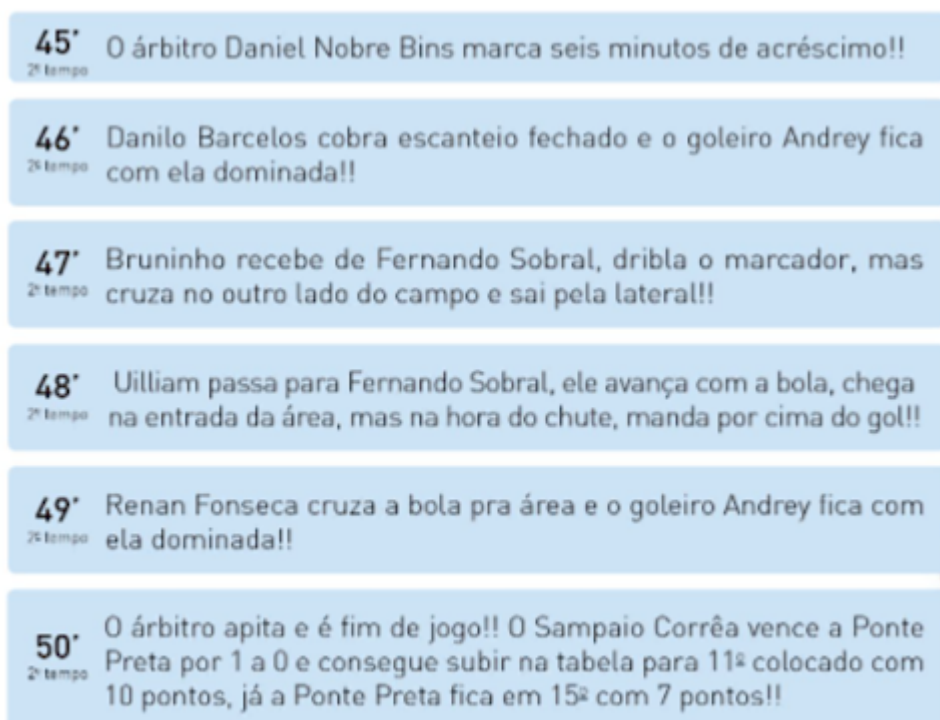 45'
2º tempo
O árbitro Daniel Nobre Bins marca seis minutos de acréscimo!!
46'
2º tempo
Danilo Barcelos cobra escanteio fechado e o goleiro Andrey fica
com ela dominada!!
47'
2º tempo
Bruninho recebe de Fernando Sobral, dribla o marcador, mas
cruza no outro lado do campo e sai pela lateral!!
48'
2º tempo
Uilliam passa para Fernando Sobral, ele avança com a bola, chega
na entrada da área, mas na hora do chute, manda por cima do gol!!
49'
2º tempo
Renan Fonseca cruza a bola pra área e o goleiro Andrey fica com
ela dominada!!
50'
2º tempo
O árbitro apita e é fim de jogo!! O Sampaio Corrêa vence a Ponte
Preta por 1 a 0 e consegue subir na tabela para 11º colocado com
10 pontos, já a Ponte Preta fica em 15º com 7 pontos!!